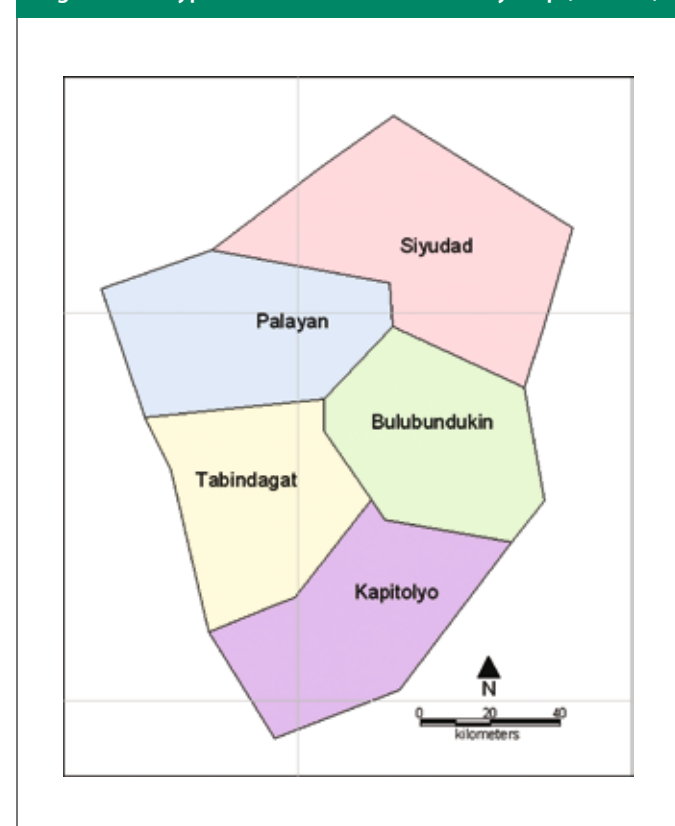 Siyudad
Palayan
Bulubundukin
Tabindagat
Kapitolyo
N
0 20 40
kilometers